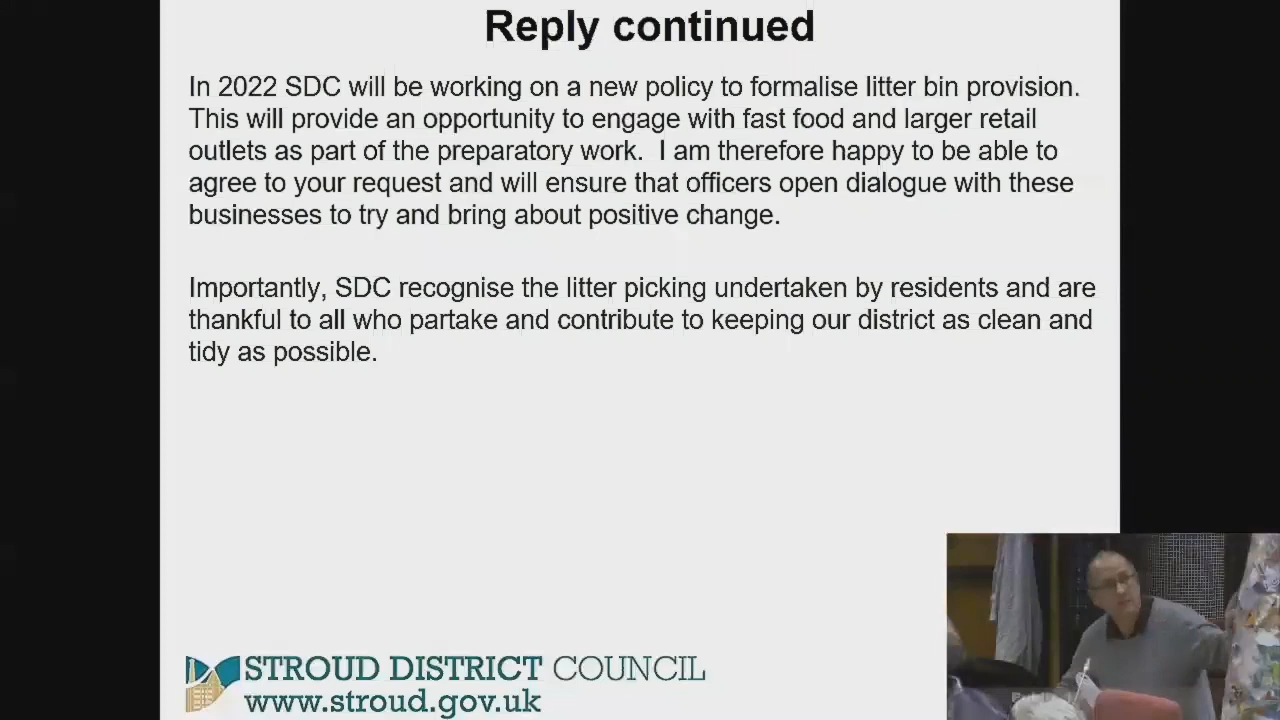 Reply continued
In 2022 SDC will be working on a new policy to formalise litter bin provision.
This will provide an opportunity to engage with fast food and larger retail
outlets as part of the preparatory work.  I am therefore happy to be able to
agree to your request and will ensure that officers open dialogue with these
businesses to try and bring about positive change.
Importantly, SDC recognise the litter picking undertaken by residents and are
thankful to all who partake and contribute to keeping our district as clean and
tidy as possible.
STROUD DISTRICT COUNCIL
www.stroud.gov.uk